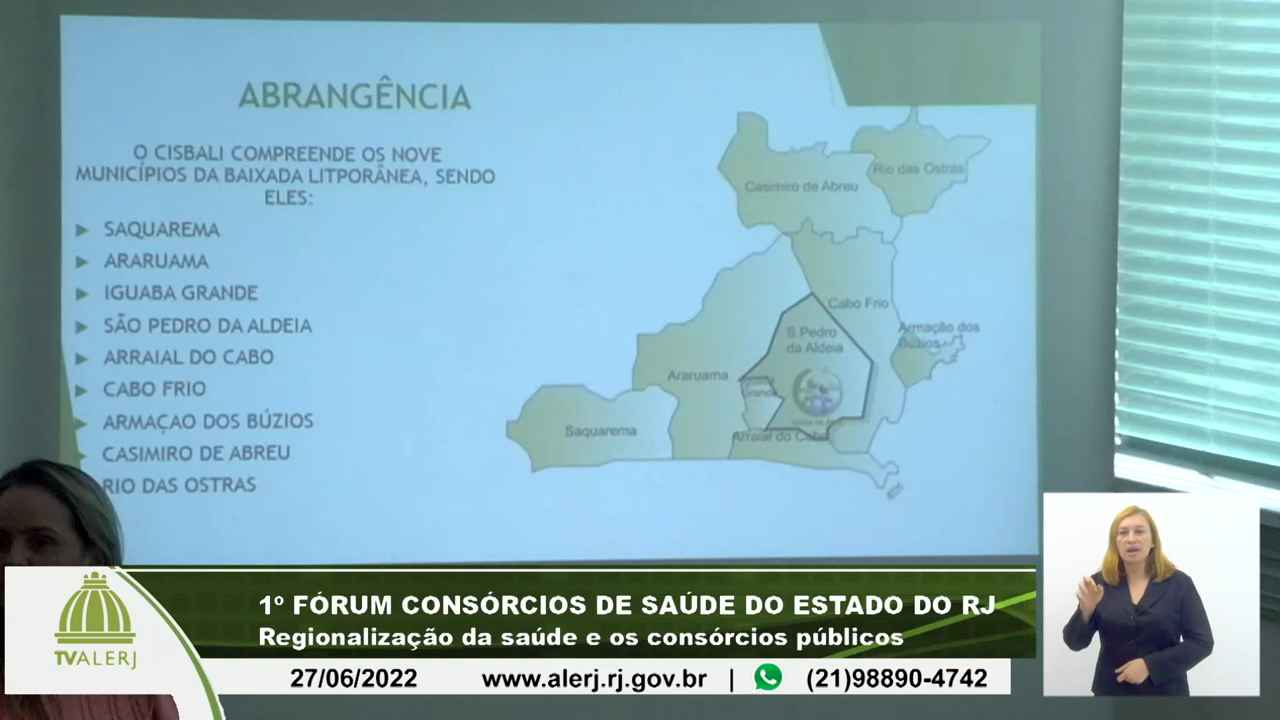 ABRANGÊNCIA
O CISBALI COMPREENDE OS NOVE
MUNICÍPIOS DA BAIXADA LITPORÂNEA, SENDO
ELES:
SAQUAREMA
ARARUAMA
IGUABA GRANDE
SÃO PEDRO DA ALDEIA
ARRAIAL DO CABO
CABO FRIO
ARMAÇAO DOS BÚZIOS
CASIMIRO DE ABREU
RIO DAS OSTRAS
Rio das Ostras
Casimiro de Abreu
Cabo Frio
Armação dos
Búzios
S.Pedro
da Aldeia
Araruama
Grande
Saquarema
Arraial do Cabo
1º FÓRUM CONSÓRCIOS DE SAÚDE DO ESTADO DO RJ
Regionalização da saúde e os consórcios públicos
TVALERJ
27/06/2022 www.alerj.rj.gov.br | (21)98890-4742